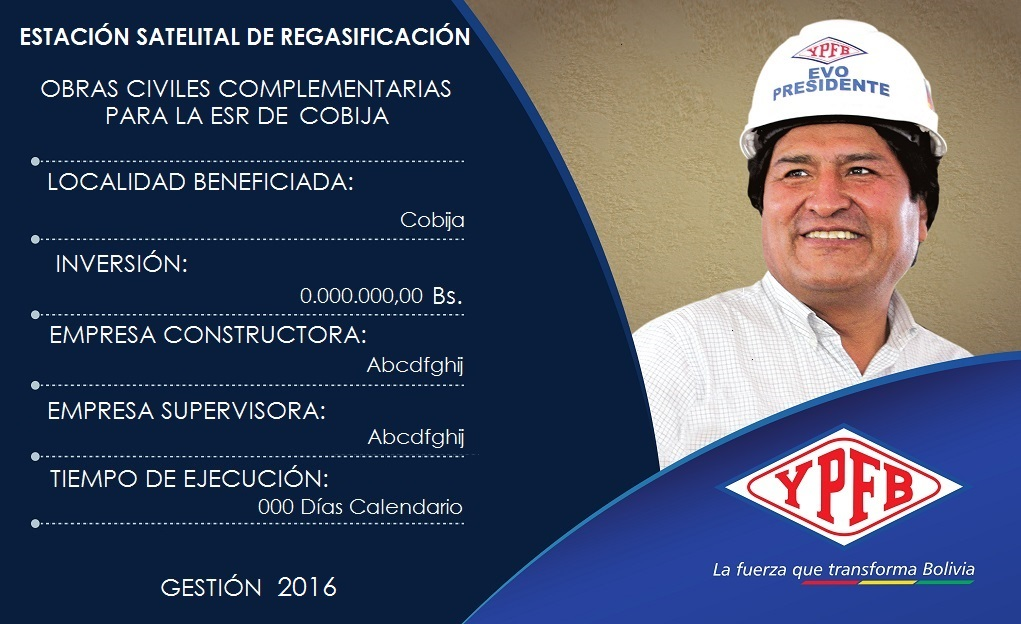 ESTACIÓN SATELITAL DE REGASIFICACIÓN
OBRAS CIVILES COMPLEMENTARIAS
PARA LA ESR DE COBIJA
LOCALIDAD BENEFICIADA:
Cobija
INVERSIÓN:
0.000.000,00 Bs.
EMPRESA CONSTRUCTORA:
Abcdfghij
EMPRESA SUPERVISORA:
Abcdfghij
TIEMPO DE EJECUCIÓN:
000 Días Calendario
GESTIÓN 2016
YPFB
EVO
PRESIDENTE
YPFB
La fuerza que transforma Bolivia